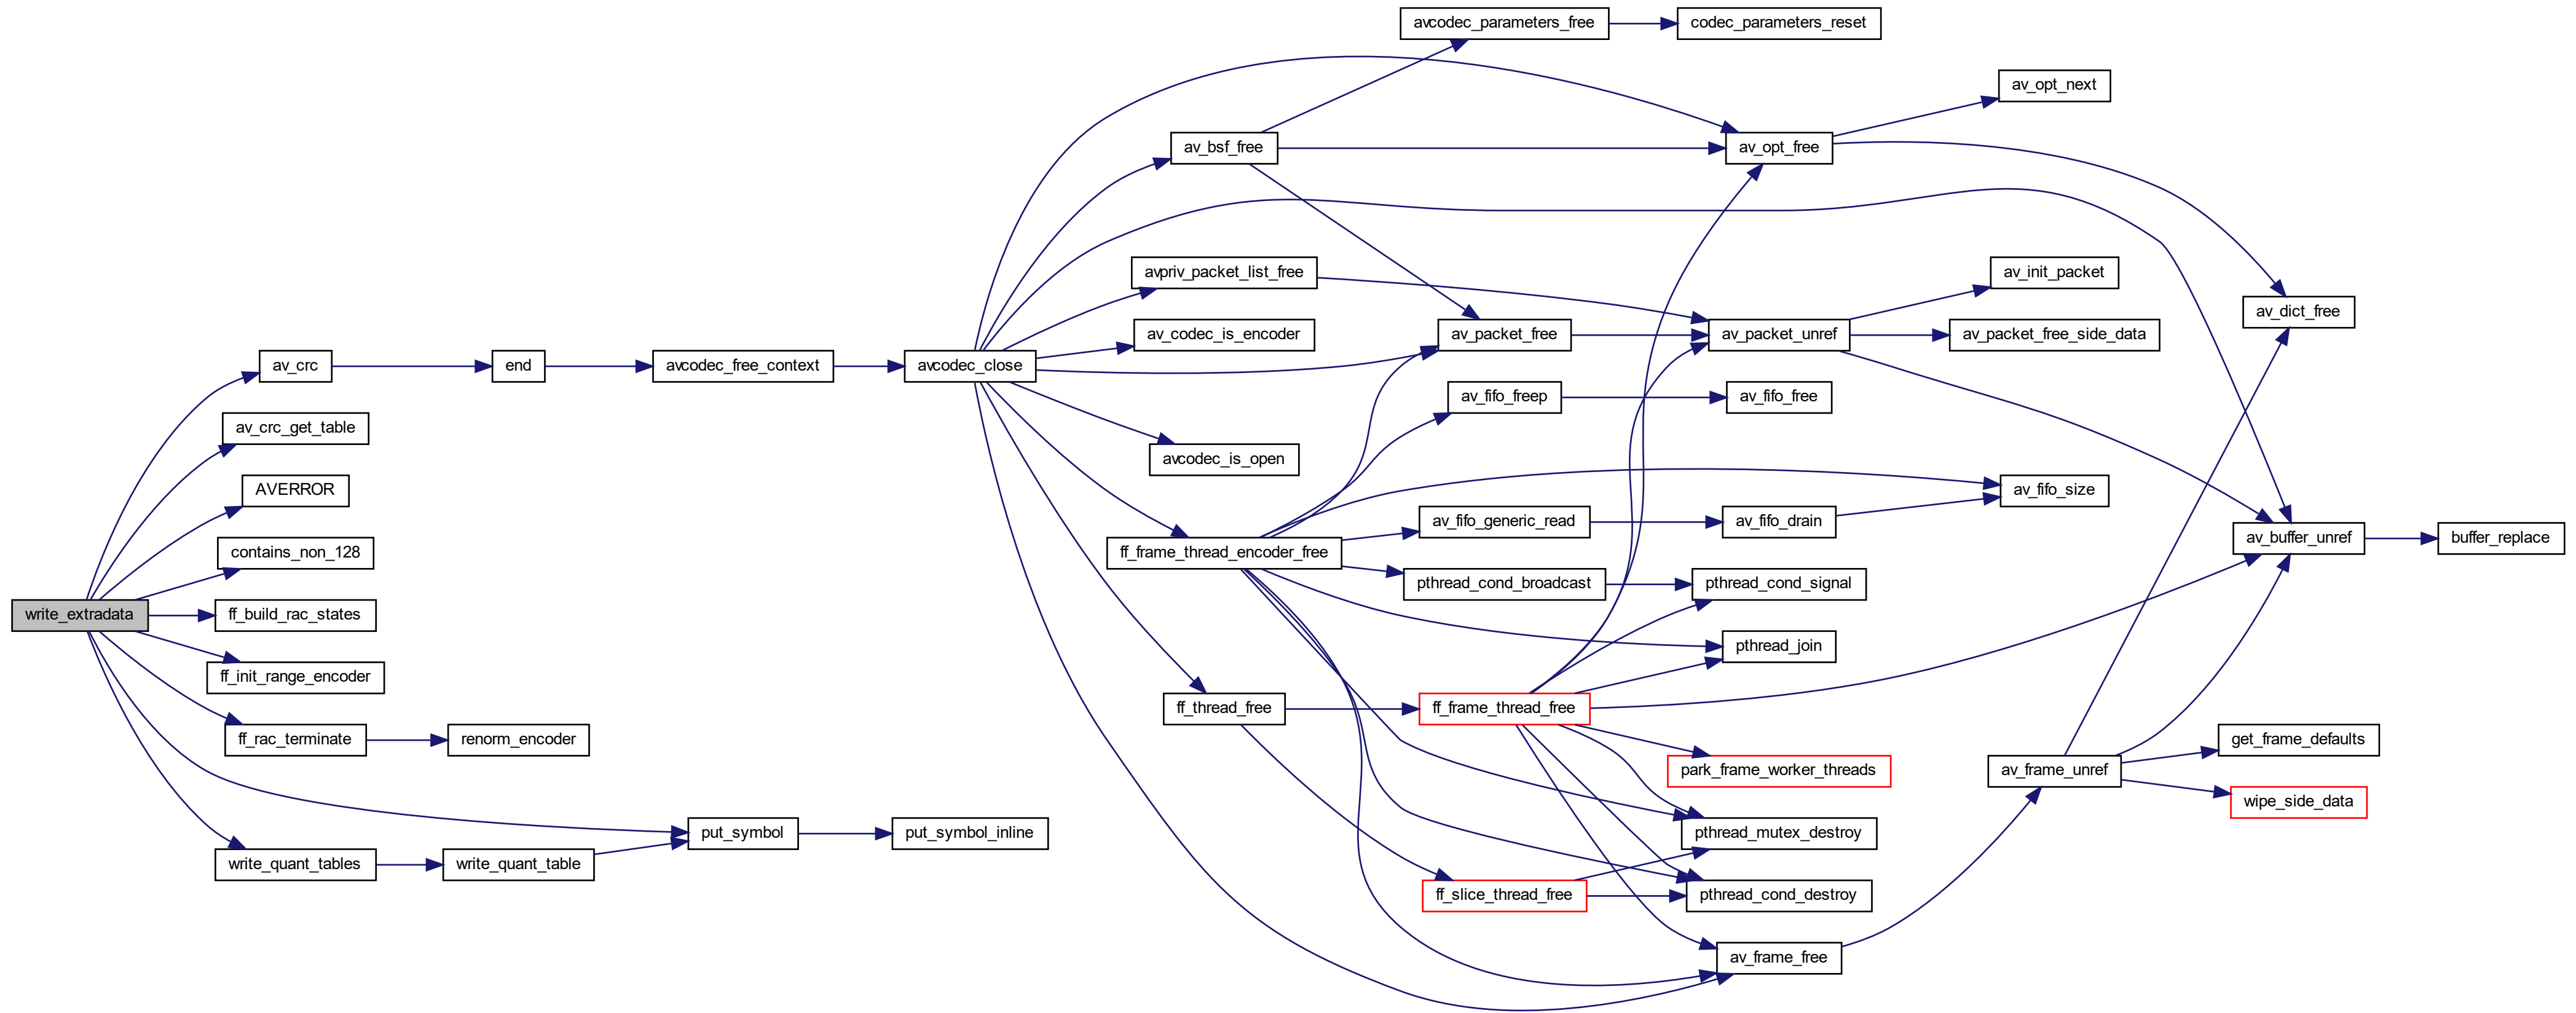 write_extradata
av_crc
av_crc_get_table
AVERROR
contains_non_128
ff_build_rac_states
ff_init_range_encoder
ff_rac_terminate
write_quant_tables
end
renorm_encoder
write_quant_table
avcodec_free_context
put_symbol
avcodec_close
put_symbol_inline
av_bsf_free
avpriv_packet_list_free
av_codec_is_encoder
avcodec_is_open
ff_frame_thread_encoder_free
ff_thread_free
avcodec_parameters_free
av_packet_free
av_fifo_freep
av_fifo_generic_read
pthread_cond_broadcast
ff_frame_thread_free
ff_slice_thread_free
codec_parameters_reset
av_opt_free
av_packet_unref
av_fifo_free
av_fifo_drain
pthread_cond_signal
pthread_join
park_frame_worker_threads
pthread_mutex_destroy
pthread_cond_destroy
av_frame_free
av_opt_next
av_init_packet
av_packet_free_side_data
av_fifo_size
av_frame_unref
av_dict_free
av_buffer_unref
get_frame_defaults
wipe_side_data
buffer_replace